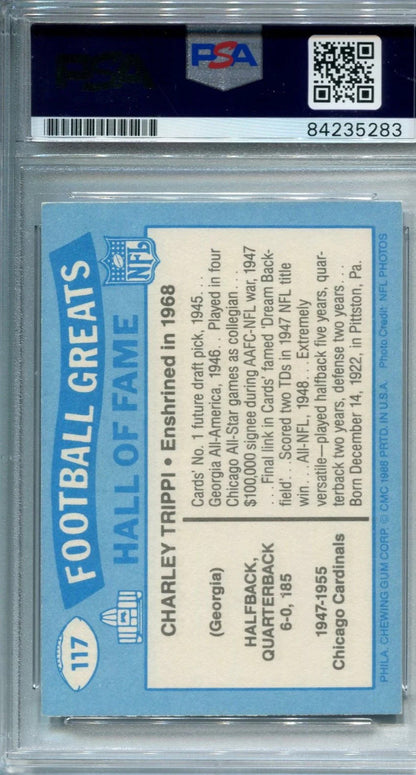 PSA
PSA
84235283
117
FOOTBALL GREATS
HALL OF FAME
NFL
CHARLEY TRIPPI • Enshrined in 1968
(Georgia)
HALFBACK,
QUARTERBACK
6-0, 185
1947-1955
Chicago Cardinals
Cards' No. 1 future draft pick, 1945 . . .
Georgia All-America, 1946 . . . Played in four
Chicago All-Star games as collegian . . .
$100,000 signee during AAFC-NFL war, 1947
. . . Final link in Cards' famed 'Dream Back-
field' . . . Scored two TDs in 1947 NFL title
win . . . All-NFL, 1948 . . . Extremely
versatile—played halfback five years, quar-
terback two years, defense two years . . .
Born December 14, 1922, in Pittston, Pa.
PHILA. CHEWING GUM CORP. © CMC 1988 PRTD. IN U.S.A. Photo Credit: NFL PHOTOS